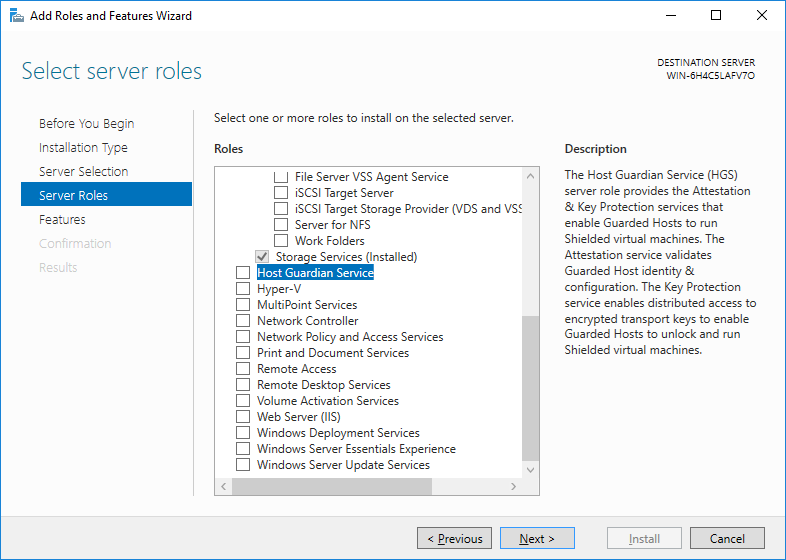 Add Roles and Features Wizard
Select server roles
DESTINATION SERVER
WIN-6H4C5LAFV7O
Before You Begin
Installation Type
Server Selection
Server Roles
Features
Confirmation
Results
Select one or more roles to install on the selected server.
Roles
File Server VSS Agent Service
iSCSI Target Server
iSCSI Target Storage Provider (VDS and VSS
Server for NFS
Work Folders
Storage Services (Installed)
Host Guardian Service
Hyper-V
MultiPoint Services
Network Controller
Network Policy and Access Services
Print and Document Services
Remote Access
Remote Desktop Services
Volume Activation Services
Web Server (IIS)
Windows Deployment Services
Windows Server Essentials Experience
Windows Server Update Services
Description
The Host Guardian Service (HGS)
server role provides the Attestation
& Key Protection services that
enable Guarded Hosts to run
Shielded virtual machines. The
Attestation service validates
Guarded Host identity &
configuration. The Key Protection
service enables distributed access to
encrypted transport keys to enable
Guarded Hosts to unlock and run
Shielded virtual machines.
< Previous
Next >
Install
Cancel